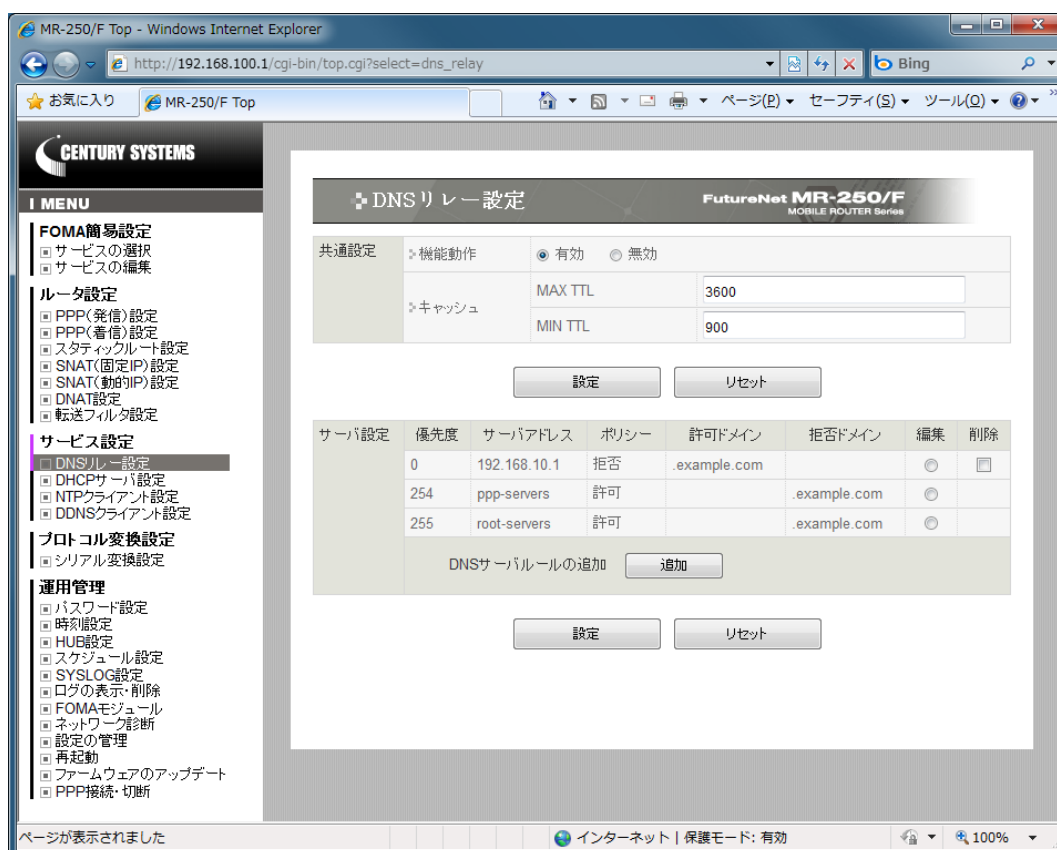 MR-250/F Top - Windows Internet Explorer
http://192.168.100.1/cgi-bin/top.cgi?select=dns_relay
Bing
お気に入り
MR-250/F Top
ページ(P)
セーフティ(S)
ツール(O)
CENTURY SYSTEMS
MENU
FOMA簡易設定
サービスの選択
サービスの編集
ルータ設定
PPP(発信)設定
PPP(着信)設定
スタティックルート設定
SNAT(固定IP)設定
SNAT(動的IP)設定
DNAT設定
転送フィルタ設定
サービス設定
DNSリレー設定
DHCPサーバ設定
NTPクライアント設定
DDNSクライアント設定
プロトコル変換設定
シリアル変換設定
運用管理
パスワード設定
時刻設定
HUB設定
スケジュール設定
SYSLOG設定
ログの表示・削除
FOMAモジュール
ネットワーク診断
設定の管理
再起動
ファームウェアのアップデート
PPP接続・切断
DNSリレー設定
FutureNet MR-250/F
MOBILE ROUTER Series
共通設定 機能動作 有効 無効
キャッシュ
MAX TTL 3600
MIN TTL 900
設定 リセット
サーバ設定 優先度 サーバアドレス ポリシー 許可ドメイン 拒否ドメイン 編集 削除
0 192.168.10.1 拒否 .example.com
254 ppp-servers 許可 .example.com
255 root-servers 許可 .example.com
DNSサーバルールの追加 追加
設定 リセット
ページが表示されました
インターネット | 保護モード: 有効
100%